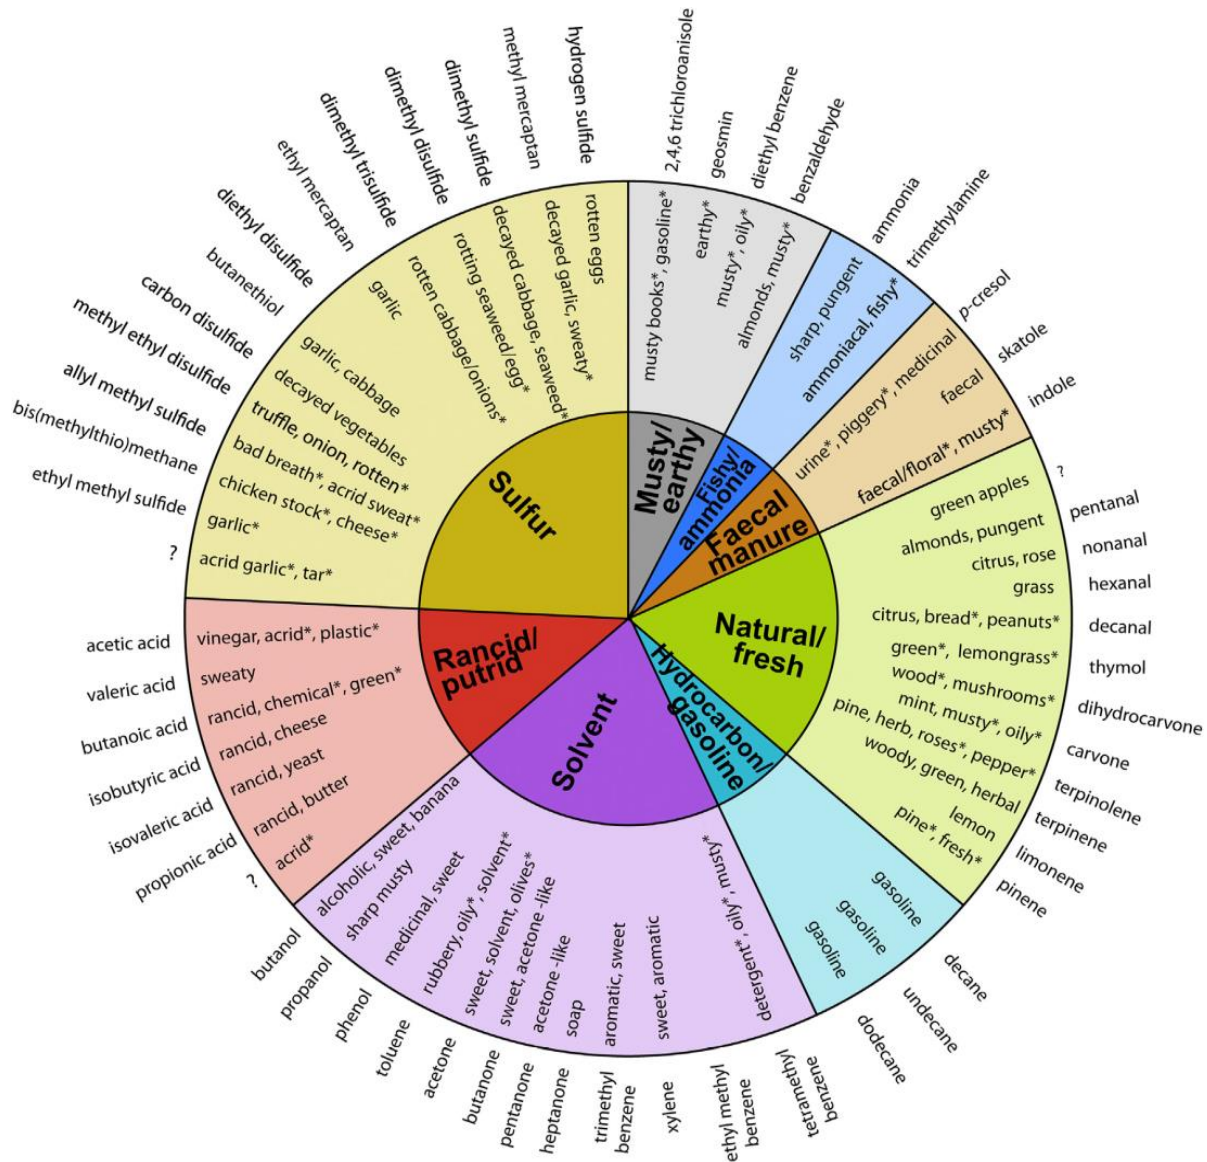 Musty/
earthy
Fishy/
ammonia
Faecal
manure
Natural/
fresh
Hydrocarbon/
gasoline
Solvent
Rancid/
putrid
Sulfur
musty books*, gasoline*
earthy*
musty*, oily*
almonds, musty*
sharp, pungent
ammoniacal, fishy*
urine*, piggery*, medicinal
faecal
faecal/floral*, musty*
green apples
almonds, pungent
citrus, rose
grass
citrus, bread*, peanuts*
green*, lemongrass*
wood*, mushrooms*
mint, musty*, oily*
pine, herb, roses*, pepper*
woody, green, herbal
lemon
pine*, fresh*
gasoline
gasoline
gasoline
detergent*, oily*, musty*
sweet, aromatic
aromatic, sweet
soap
acetone -like
sweet, acetone -like
sweet, solvent, olives*
rubbery, oily*, solvent*
medicinal, sweet
sharp musty
alcoholic, sweet, banana
acrid*
rancid, butter
rancid, yeast
rancid, cheese
rancid, chemical*, green*
sweaty
vinegar, acrid*, plastic*
acrid garlic*, tar*
garlic*
chicken stock*, cheese*
bad breath*, acrid sweat*
truffle, onion, rotten*
decayed vegetables
garlic, cabbage
garlic
rotten cabbage/onions*
rotting seaweed/egg*
decayed cabbage, seaweed*
decayed garlic, sweaty*
rotten eggs
2,4,6 trichloroanisole
geosmin
diethyl benzene
benzaldehyde
ammonia
trimethylamine
p-cresol
skatole
indole
?
pentanal
nonanal
hexanal
decanal
thymol
dihydrocarvone
carvone
terpinolene
terpinene
limonene
pinene
decane
undecane
dodecane
tetramethyl
benzene
ethyl methyl
benzene
xylene
trimethyl
benzene
heptanone
pentanone
butanone
acetone
toluene
phenol
propanol
butanol
?
propionic acid
isovaleric acid
isobutyric acid
butanoic acid
valeric acid
acetic acid
?
ethyl methyl sulfide
bis(methylthio)methane
allyl methyl sulfide
methyl ethyl disulfide
carbon disulfide
butanethiol
diethyl disulfide
ethyl mercaptan
dimethyl trisulfide
dimethyl disulfide
dimethyl sulfide
methyl mercaptan
hydrogen sulfide